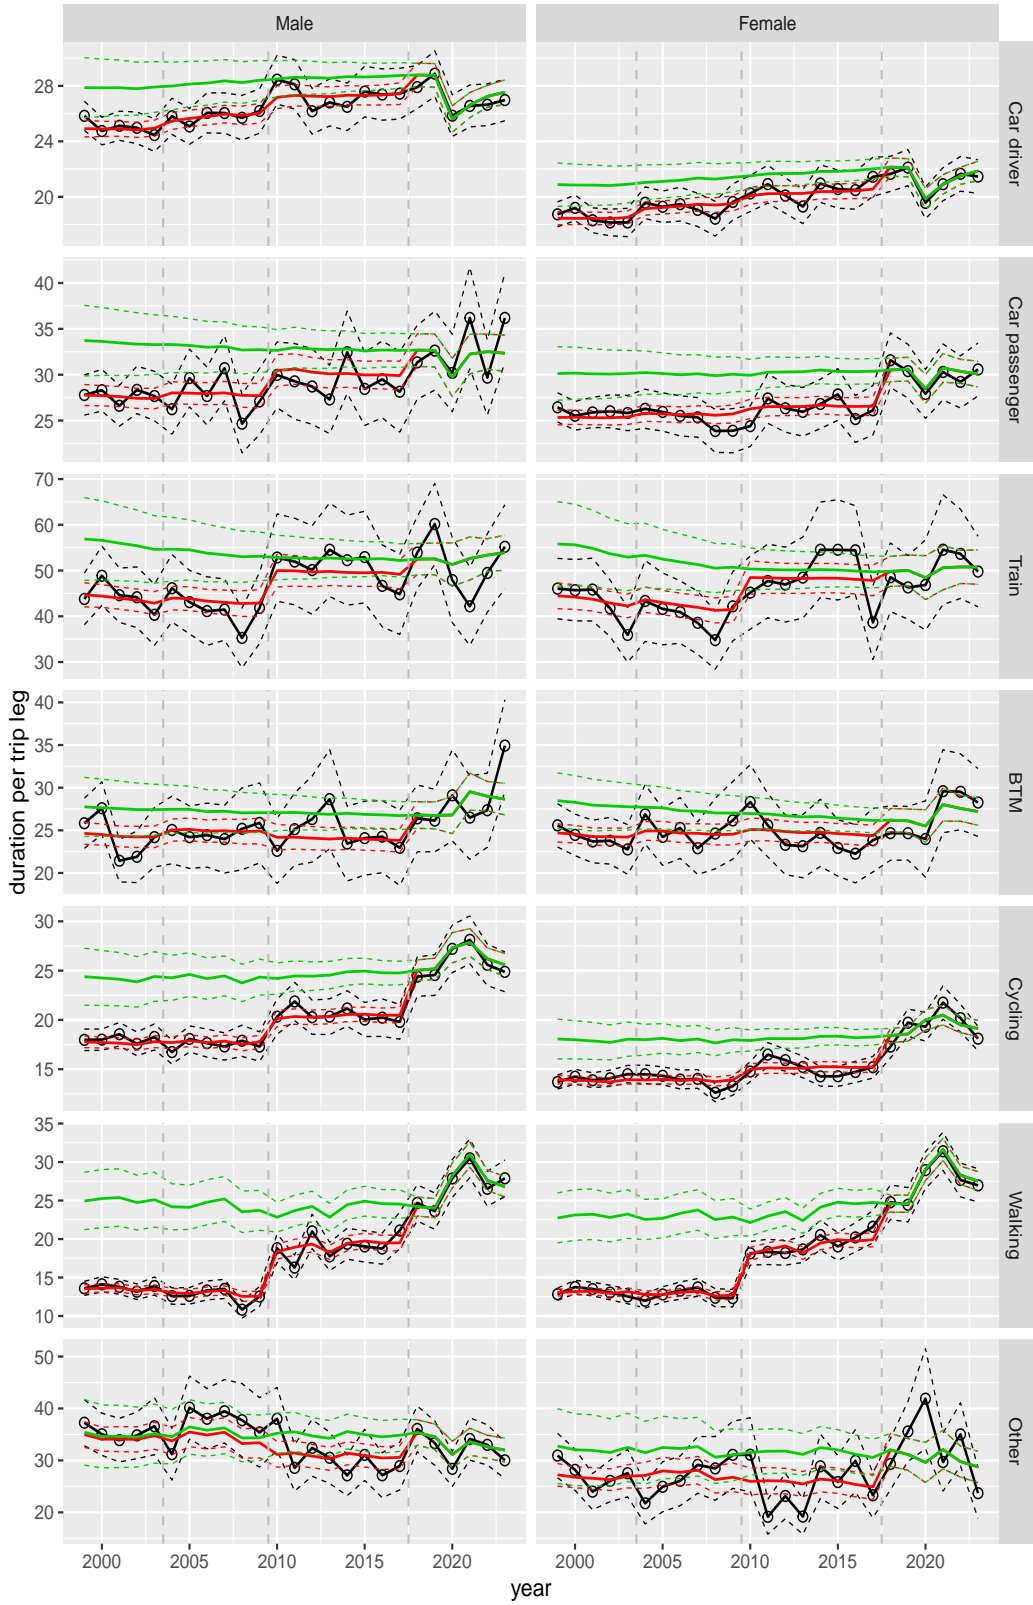 Male Female
28
24
20
Car driver
40
35
30
25
Car passenger
70
60
50
40
30
Train
40
35
30
25
20
BTM
30
25
20
15
Cycling
35
30
25
20
15
10
Walking
50
40
30
20
Other
2000 2005 2010 2015 2020 2000 2005 2010 2015 2020
year
duration per trip leg